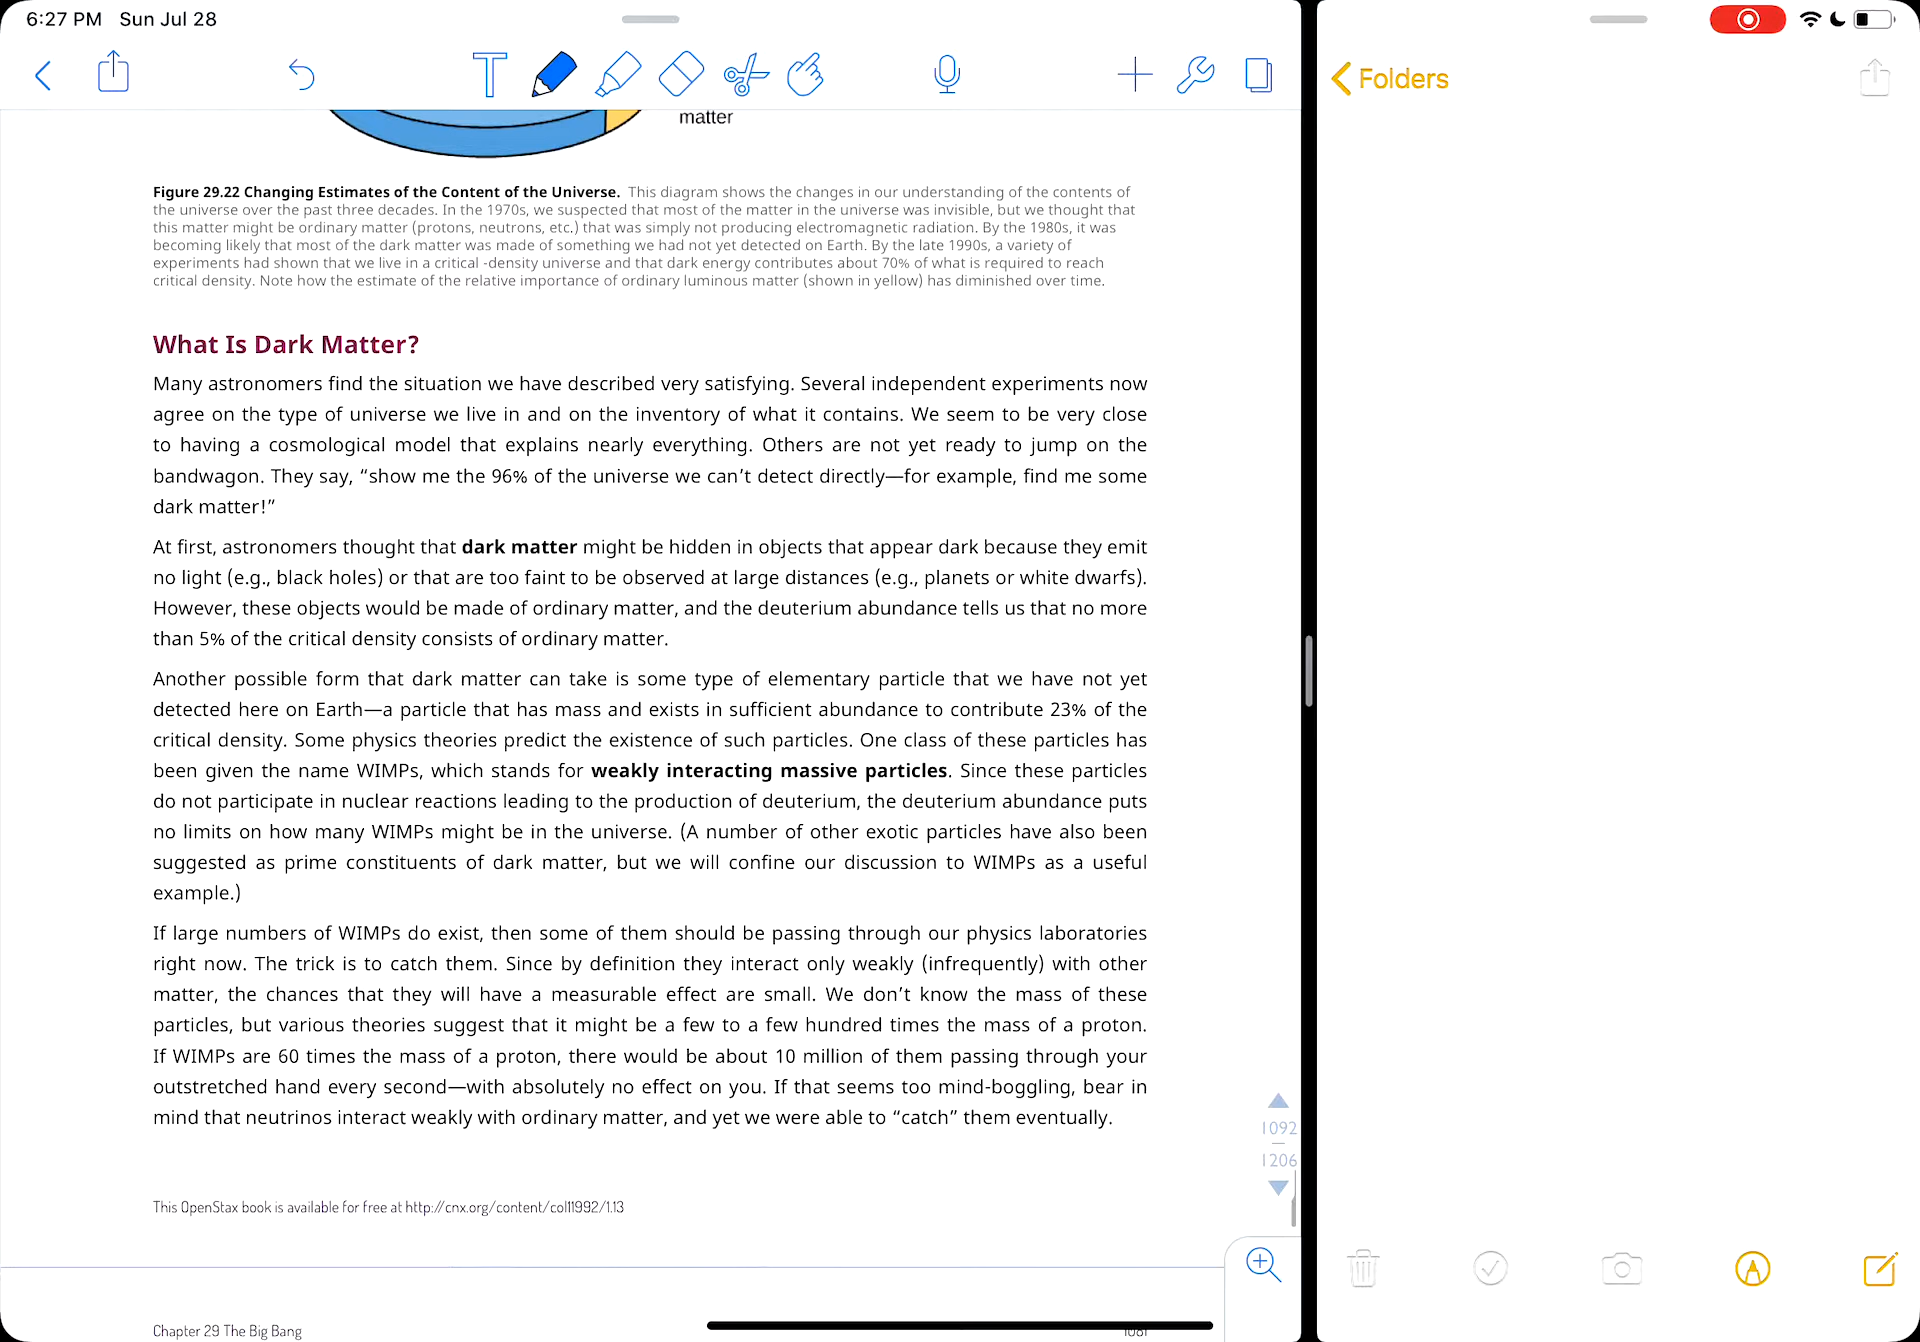 6:27 PM Sun Jul 28
Folders
matter
Figure 29.22 Changing Estimates of the Content of the Universe. This diagram shows the changes in our understanding of the contents of
the universe over the past three decades. In the 1970s, we suspected that most of the matter in the universe was invisible, but we thought that
this matter might be ordinary matter (protons, neutrons, etc.) that was simply not producing electromagnetic radiation. By the 1980s, it was
becoming likely that most of the dark matter was made of something we had not yet detected on Earth. By the late 1990s, a variety of
experiments had shown that we live in a critical -density universe and that dark energy contributes about 70% of what is required to reach
critical density. Note how the estimate of the relative importance of ordinary luminous matter (shown in yellow) has diminished over time.
What Is Dark Matter?
Many astronomers find the situation we have described very satisfying. Several independent experiments now
agree on the type of universe we live in and on the inventory of what it contains. We seem to be very close
to having a cosmological model that explains nearly everything. Others are not yet ready to jump on the
bandwagon. They say, “show me the 96% of the universe we can’t detect directly—for example, find me some
dark matter!”
At first, astronomers thought that dark matter might be hidden in objects that appear dark because they emit
no light (e.g., black holes) or that are too faint to be observed at large distances (e.g., planets or white dwarfs).
However, these objects would be made of ordinary matter, and the deuterium abundance tells us that no more
than 5% of the critical density consists of ordinary matter.
Another possible form that dark matter can take is some type of elementary particle that we have not yet
detected here on Earth—a particle that has mass and exists in sufficient abundance to contribute 23% of the
critical density. Some physics theories predict the existence of such particles. One class of these particles has
been given the name WIMPs, which stands for weakly interacting massive particles. Since these particles
do not participate in nuclear reactions leading to the production of deuterium, the deuterium abundance puts
no limits on how many WIMPs might be in the universe. (A number of other exotic particles have also been
suggested as prime constituents of dark matter, but we will confine our discussion to WIMPs as a useful
example.)
If large numbers of WIMPs do exist, then some of them should be passing through our physics laboratories
right now. The trick is to catch them. Since by definition they interact only weakly (infrequently) with other
matter, the chances that they will have a measurable effect are small. We don’t know the mass of these
particles, but various theories suggest that it might be a few to a few hundred times the mass of a proton.
If WIMPs are 60 times the mass of a proton, there would be about 10 million of them passing through your
outstretched hand every second—with absolutely no effect on you. If that seems too mind-boggling, bear in
mind that neutrinos interact weakly with ordinary matter, and yet we were able to “catch” them eventually.
1092
1206
This OpenStax book is available for free at http://cnx.org/content/col11992/1.13
Chapter 29 The Big Bang
1081